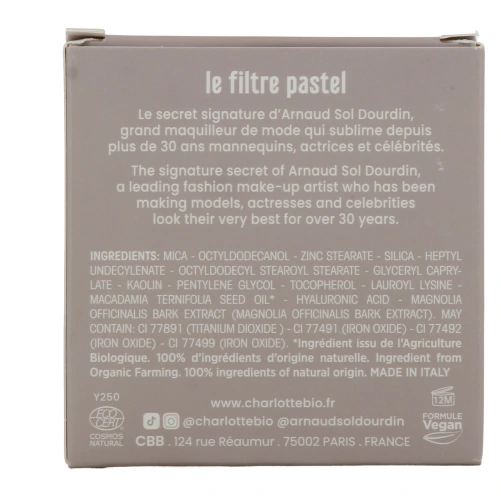 le filtre pastel
Le secret signature d'Arnaud Sol Dourdin,
grand maquilleur de mode qui sublime depuis
plus de 30 ans mannequins, actrices et célébrités.
The signature secret of Arnaud Sol Dourdin,
a leading fashion make-up artist who has been
making models, actresses and celebrities
look their very best for over 30 years.
INGREDIENTS: MICA - OCTYLDODECANOL - ZINC STEARATE - SILICA - HEPTYL
UNDECYLENATE - OCTYLDODECYL STEAROYL STEARATE - GLYCERYL CAPRY-
LATE - KAOLIN - PENTYLENE GLYCOL - TOCOPHEROL - LAUROYL LYSINE -
MACADAMIA TERNIFOLIA SEED OIL* - HYALURONIC ACID - MAGNOLIA
OFFICINALIS BARK EXTRACT (MAGNOLIA OFFICINALIS BARK EXTRACT). MAY
CONTAIN: CI 77891 (TITANIUM DIOXIDE ) - CI 77491 (IRON OXIDE) - CI 77492
(IRON OXIDE) - CI 77499 (IRON OXIDE). *Ingrédient issu de l'Agriculture
Biologique. 100% d'ingrédients d'origine naturelle. Ingredient from
Organic Farming. 100% ingredients of natural origin. MADE IN ITALY
Y250
ECO
CERT
COSMOS
NATURAL
www.charlottebio.fr
@charlottebio @arnaudsoldourdin
CBB . 124 rue Réaumur . 75002 PARIS . FRANCE
12M
FORMULE
Vegan